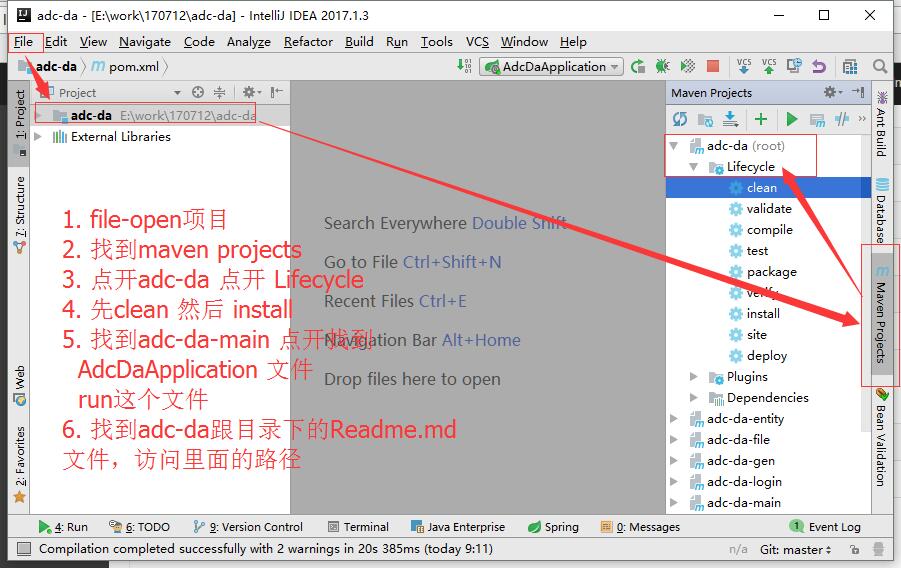 adc-da - [E:\work\170712\adc-da] - IntelliJ IDEA 2017.1.3
File Edit View Navigate Code Analyze Refactor Build Run Tools VCS Window Help
adc-da pom.xml
AdcDaApplication
VCS VCS
1: Project
7: Structure
Web
2: Favorites
Project
adc-da E:\work\170712\adc-da
External Libraries
1. file-open项目
2. 找到maven projects
3. 点开adc-da 点开 Lifecycle
4. 先clean 然后 install
5. 找到adc-da-main 点开找到
AdcDaApplication 文件
run这个文件
6. 找到adc-da跟目录下的Readme.md
文件，访问里面的路径
Search Everywhere Double Shift
Go to File Ctrl+Shift+N
Recent Files Ctrl+E
Navigation Bar Alt+Home
Drop files here to open
Maven Projects
adc-da (root)
Lifecycle
clean
validate
compile
test
package
verify
install
site
deploy
Plugins
Dependencies
adc-da-entity
adc-da-file
adc-da-gen
adc-da-login
adc-da-main
Ant Build
Database
Maven Projects
Bean Validation
4: Run 6: TODO 9: Version Control Terminal Java Enterprise Spring 0: Messages 1 Event Log
Compilation completed successfully with 2 warnings in 20s 385ms (today 9:11) n/a Git: master